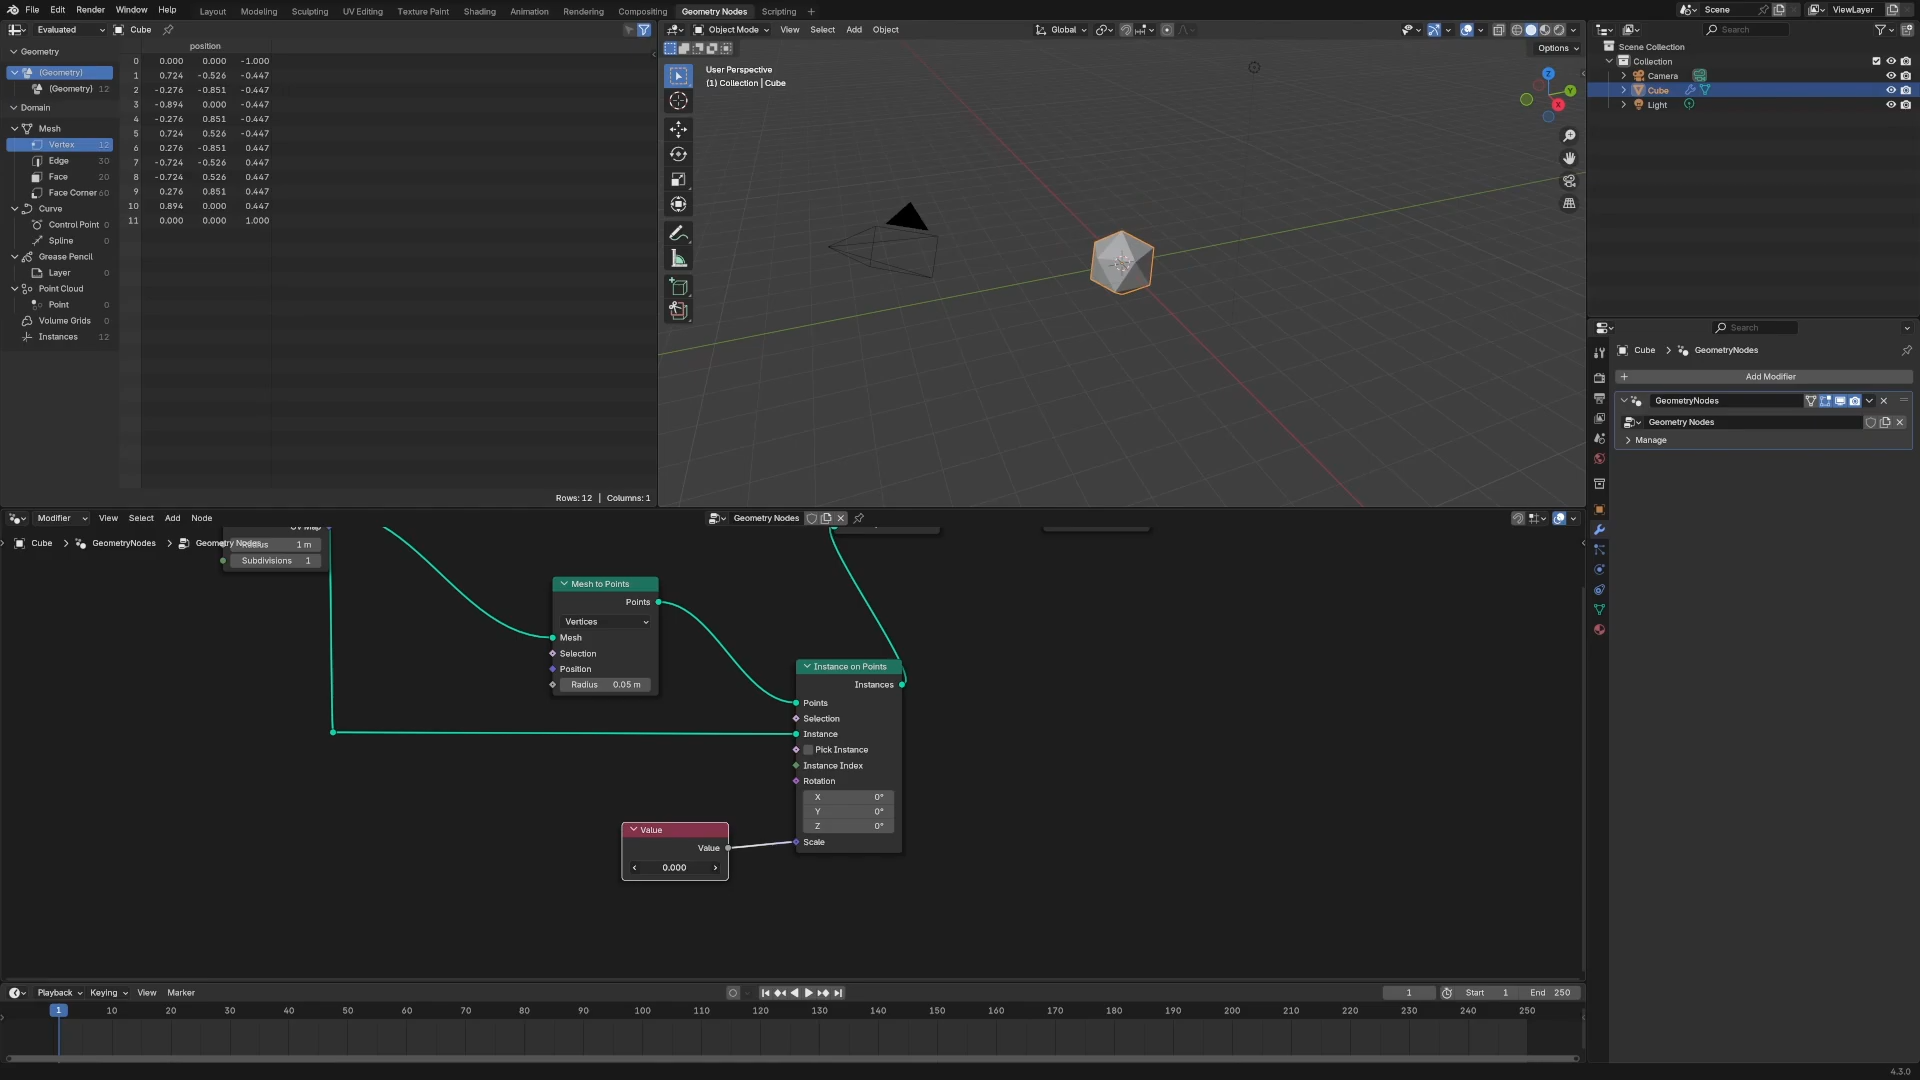 File Edit Render Window Help Layout Modeling Sculpting UV Editing Texture Paint Shading Animation Rendering Compositing Geometry Nodes Scripting + Scene ViewLayer
Evaluated Cube
Object Mode View Select Add Object Global
Search
Geometry
(Geometry)
(Geometry) 12
Domain
Mesh
Vertex 12
Edge 30
Face 20
Face Corner 60
Curve
Control Point 0
Spline 0
Grease Pencil
Layer 0
Point Cloud
Point 0
Volume Grids 0
Instances 12
position
0 0.000 0.000 -1.000
1 0.724 -0.526 -0.447
2 -0.276 -0.851 -0.447
3 -0.894 0.000 -0.447
4 -0.276 0.851 -0.447
5 0.724 0.526 -0.447
6 0.276 -0.851 0.447
7 -0.724 -0.526 0.447
8 -0.724 0.526 0.447
9 0.276 0.851 0.447
10 0.894 0.000 0.447
11 0.000 0.000 1.000
Rows: 12 | Columns: 1
Options
User Perspective
(1) Collection | Cube
Z
Y
X
Scene Collection
Collection
Camera
Cube
Light
Search
Cube > GeometryNodes
+ Add Modifier
GeometryNodes
Geometry Nodes
Manage
Modifier View Select Add Node Geometry Nodes
UV Map
Cube > GeometryNodes > Geometry Nodes
Radius 1 m
Subdivisions 1
Mesh to Points
Points
Vertices
Mesh
Selection
Position
Radius 0.05 m
Instance on Points
Instances
Points
Selection
Instance
Pick Instance
Instance Index
Rotation
X 0°
Y 0°
Z 0°
Scale
Value
Value
0.000
Playback Keying View Marker 1 Start 1 End 250
1 10 20 30 40 50 60 70 80 90 100 110 120 130 140 150 160 170 180 190 200 210 220 230 240 250
4.3.0